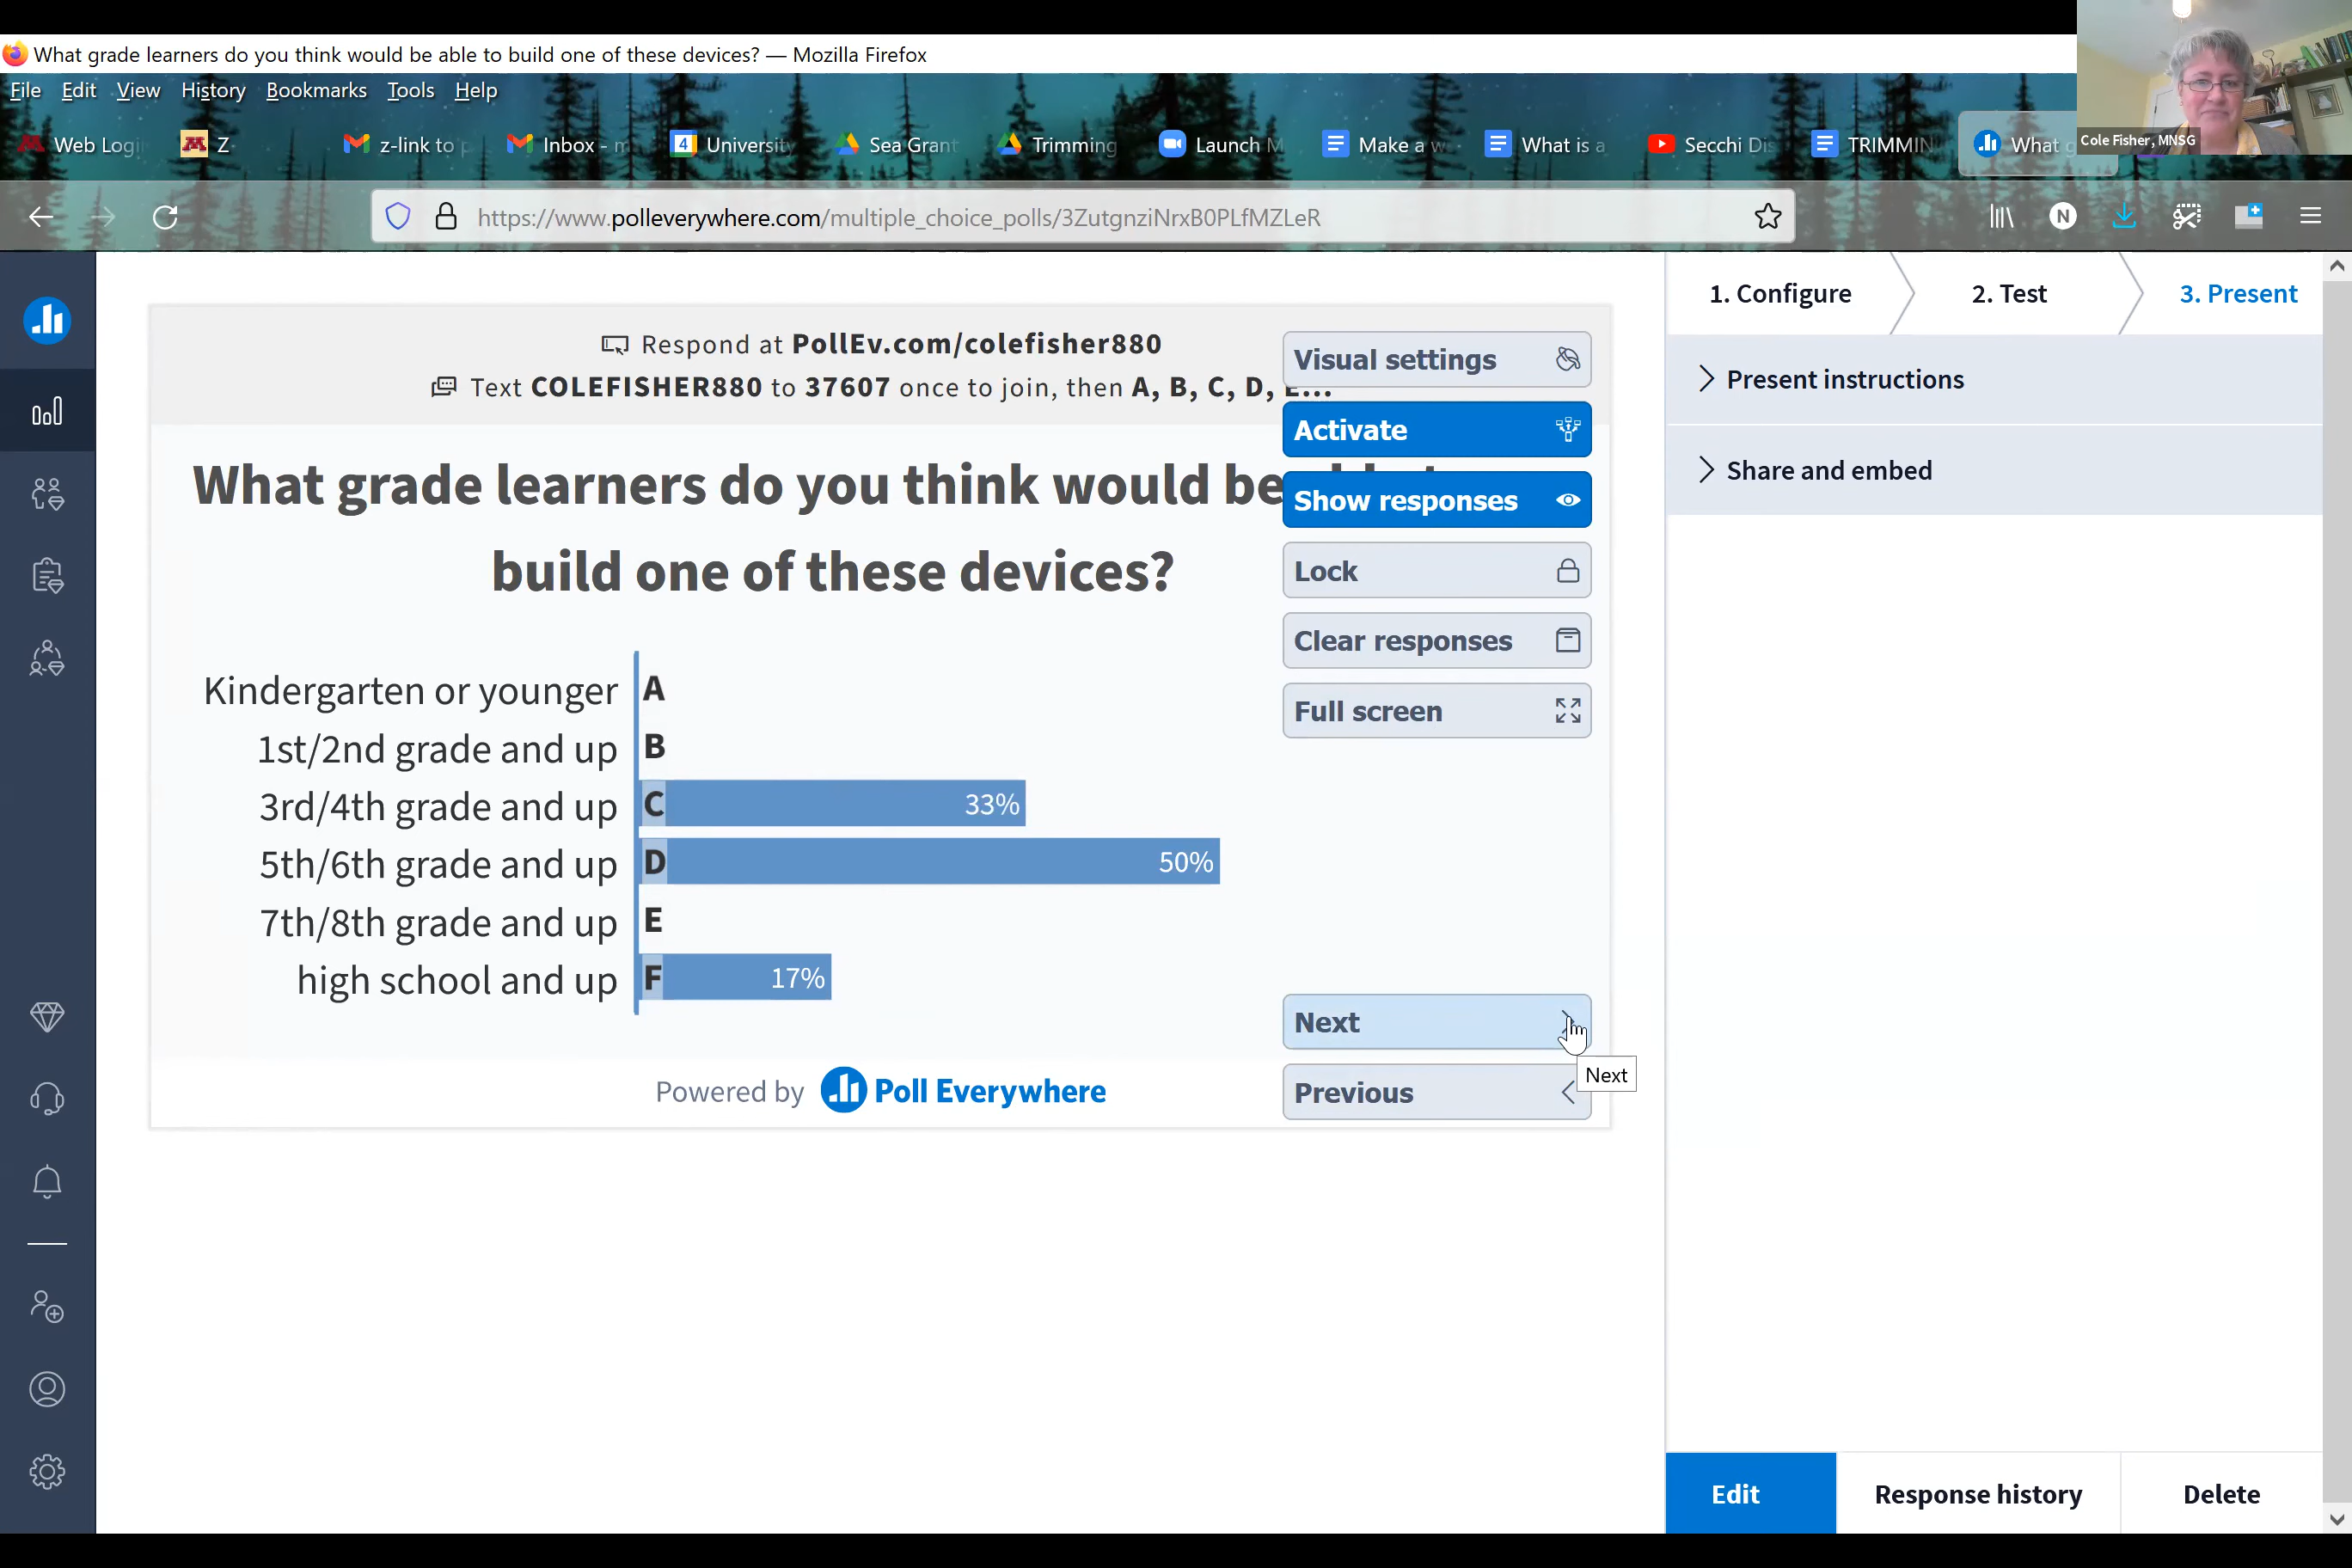 What grade learners do you think would be able to build one of these devices? — Mozilla Firefox
File Edit View History Bookmarks Tools Help
Web Logi Z z-link to p Inbox - m 4 University Sea Grant Trimming Launch M Make a w What is a Secchi Dis TRIMMIN What g
Cole Fisher, MNSG
https://www.polleverywhere.com/multiple_choice_polls/3ZutgnziNrxB0PLfMZLeR
N
1. Configure 2. Test 3. Present
Present instructions
Share and embed
Respond at PollEv.com/colefisher880
Text COLEFISHER880 to 37607 once to join, then A, B, C, D, E...
What grade learners do you think would be
build one of these devices?
Kindergarten or younger A
1st/2nd grade and up B
3rd/4th grade and up C 33%
5th/6th grade and up D 50%
7th/8th grade and up E
high school and up F 17%
Powered by Poll Everywhere
Visual settings
Activate
Show responses
Lock
Clear responses
Full screen
Next
Next
Previous
Edit Response history Delete